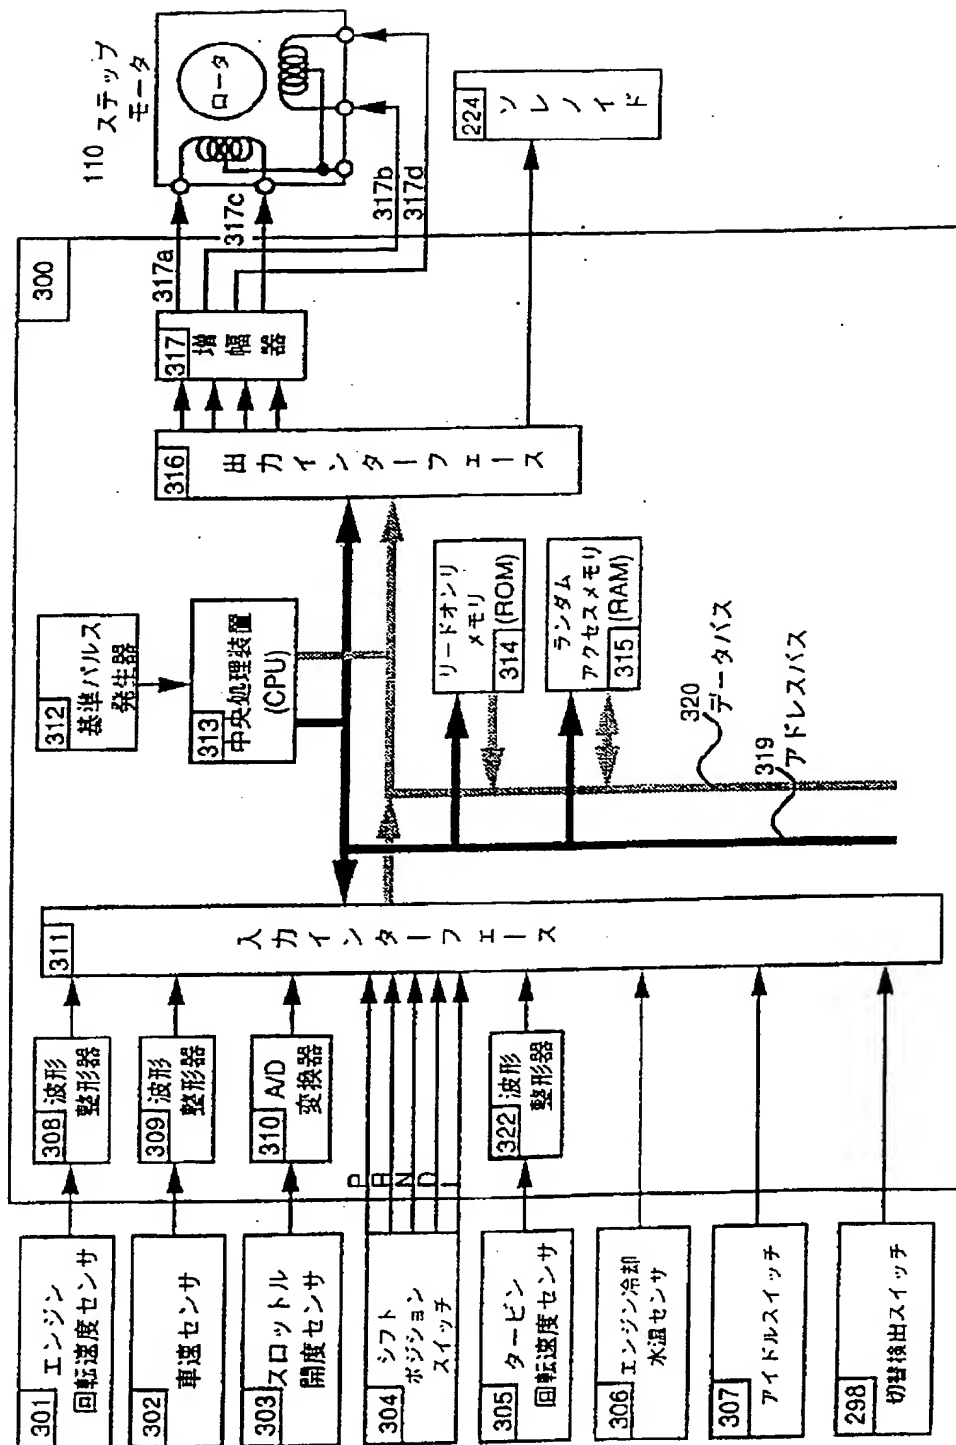 301 エンジン
回転速度センサ
302 車速センサ
303 スロットル
開度センサ
304 シフト
ポジション
スイッチ
305 タービン
回転速度センサ
306 エンジン冷却
水温センサ
307 アイドルスイッチ
298 切替検出スイッチ
308 波形
整形器
309 波形
整形器
310 A/D
変換器
P
R
N
D
L
322 波形
整形器
311 入力インターフェース
312 基準パルス
発生器
313 中央処理装置
(CPU)
リードオンリ
メモリ
314 (ROM)
ランダム
アクセスメモリ
315 (RAM)
320
データバス
319
アドレスバス
316 出力インターフェース
317 増幅器
300
317a
317c
317b
317d
110 ステップ
モータ
ロータ
224 ソレノイド